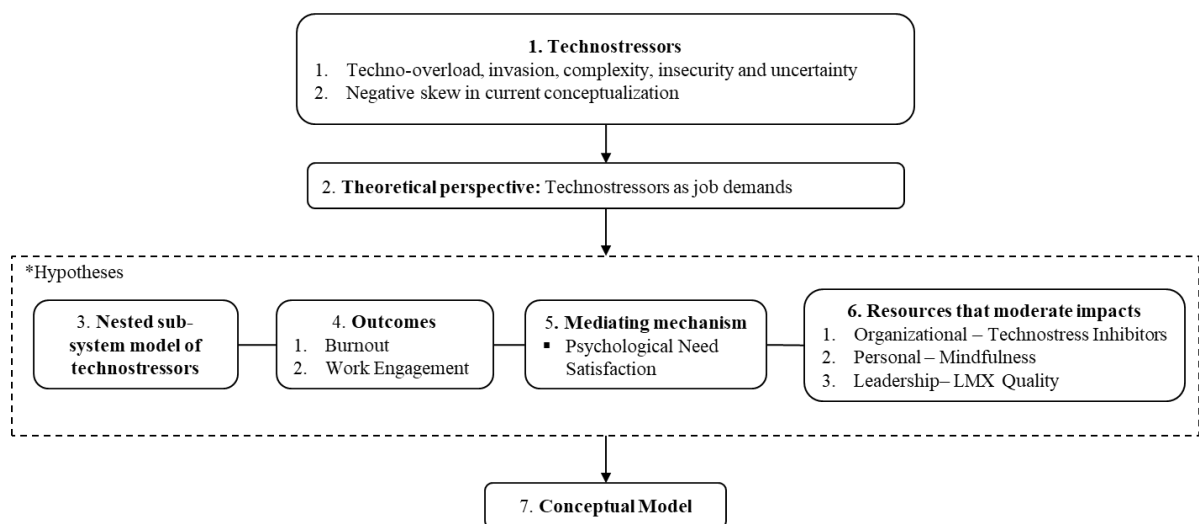 1. Technostressors
1. Techno-overload, invasion, complexity, insecurity and uncertainty
2. Negative skew in current conceptualization
2. Theoretical perspective: Technostressors as job demands
*Hypotheses
3. Nested sub-
system model of
technostressors
4. Outcomes
1. Burnout
2. Work Engagement
5. Mediating mechanism
▪ Psychological Need
Satisfaction
6. Resources that moderate impacts
1. Organizational – Technostress Inhibitors
2. Personal – Mindfulness
3. Leadership– LMX Quality
7. Conceptual Model